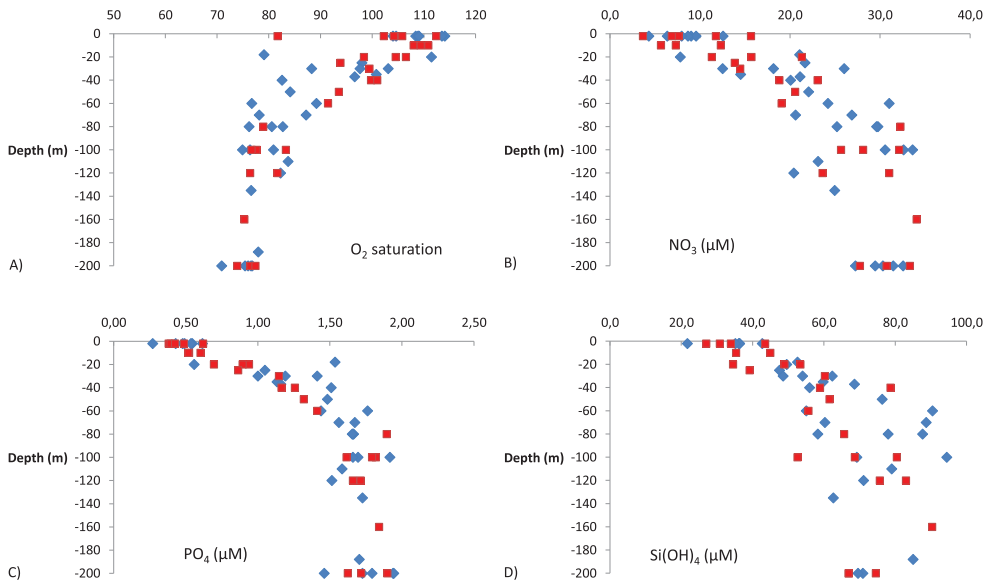 50 60 70 80 90 100 110 120
0
-20
-40
-60
-80
Depth (m) -100
-120
-140
-160
-180
-200
O2 saturation
A)
0,0 10,0 20,0 30,0 40,0
0
-20
-40
-60
-80
Depth (m) -100
-120
-140
-160
-180
-200
NO3 (μM)
B)
0,00 0,50 1,00 1,50 2,00 2,50
0
-20
-40
-60
-80
Depth (m) -100
-120
-140
-160
-180
-200
PO4 (μM)
C)
0,0 20,0 40,0 60,0 80,0 100,0
0
-20
-40
-60
-80
Depth (m) -100
-120
-140
-160
-180
-200
Si(OH)4 (μM)
D)